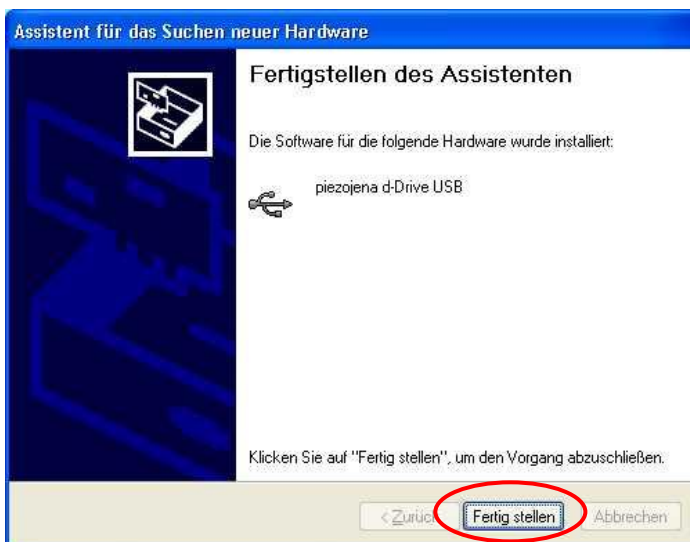 Assistent für das Suchen neuer Hardware
Fertigstellen des Assistenten
Die Software für die folgende Hardware wurde installiert:
piezojena d-Drive USB
Klicken Sie auf "Fertig stellen", um den Vorgang abzuschließen.
< Zurück Fertig stellen Abbrechen